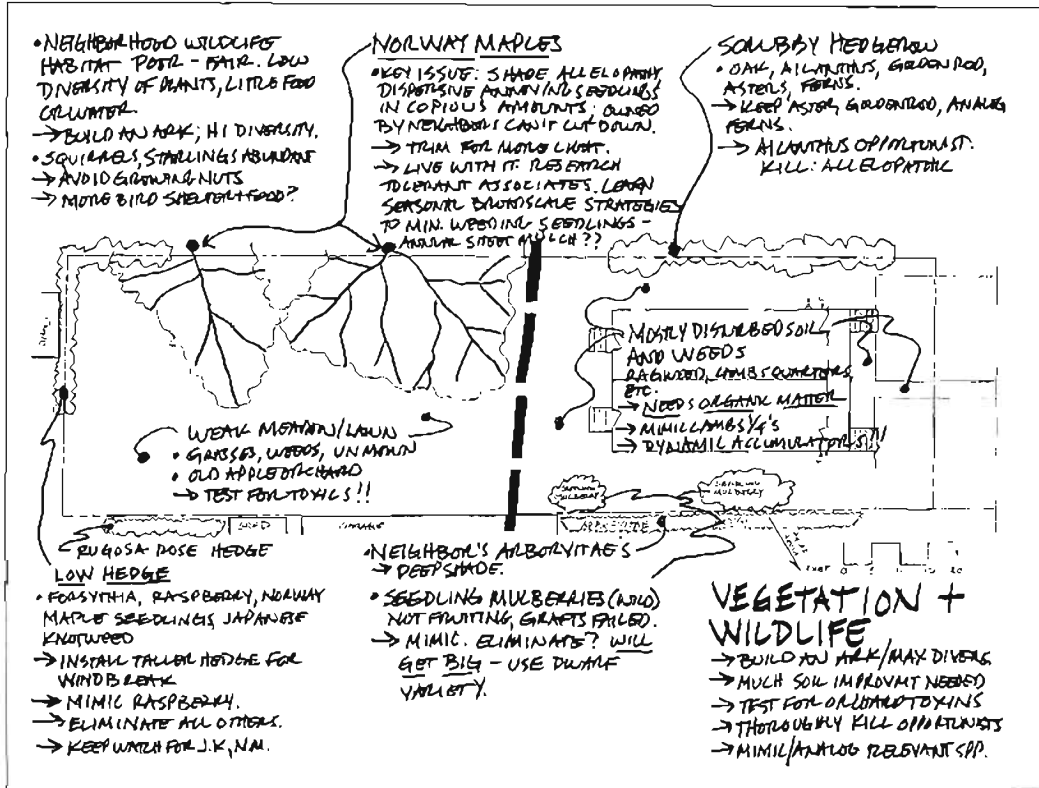 • NEIGHBORHOOD WILDLIFE
HABITAT POOR - FAIR. LOW
DIVERSITY OF PLANTS, LITTLE FOOD
OR WATER.
→ BUILD AN ARK; HI DIVERSITY.
• SQUIRRELS, STARLINGS ABUNDANT
→ AVOID GROWING NUTS
→ MORE BIRD SHELTER + FOOD?
NORWAY MAPLES
• KEY ISSUE: SHADE ALLELOPATHY
DISPERSIVE ANNOYING SEEDLINGS
IN COPIOUS AMOUNTS; OWNED
BY NEIGHBORS CAN'T CUT DOWN.
→ TRIM FOR MORE LIGHT.
→ LIVE WITH IT: RESEARCH
TOLERANT ASSOCIATES. LEARN
SEASONAL BROADSCALE STRATEGIES
TO MIN. WEEDING SEEDLINGS -
ANNUAL SHEET MULCH??
SCRUBBY HEDGEROW
• OAK, AILANTHUS, GOLDENROD,
ASTERS, FERNS.
→ KEEP ASTER, GOLDENROD, ANALOG
FERNS.
→ AILANTHUS OPPORTUNIST.
KILL: ALLELOPATHIC
MOSTLY DISTURBED SOIL
AND WEEDS
RAGWEED, LAMBS QUARTERS
ETC.
→ NEEDS ORGANIC MATTER
→ MIMIC LAMBS 1/4'S
→ DYNAMIC ACCUMULATORS!!
WEAK MEADOW/LAWN
• GRASSES, WEEDS, UNMOWN
• OLD APPLE ORCHARD
→ TEST FOR TOXICS!!
SHED
MULBERRY
ARBORVITAE
RUGOSA ROSE HEDGE
LOW HEDGE
• FORSYTHIA, RASPBERRY, NORWAY
MAPLE SEEDLINGS, JAPANESE
KNOTWEED
→ INSTALL TALLER HEDGE FOR
WINDBREAK
→ MIMIC RASPBERRY.
→ ELIMINATE ALL OTHERS.
→ KEEP WATCH FOR J.K, N.M.
• NEIGHBOR'S ARBORVITAES
→ DEEP SHADE.
• SEEDLING MULBERRIES (WILD)
NOT FRUITING, GRAFTS FAILED.
→ MIMIC. ELIMINATE? WILL
GET BIG - USE DWARF
VARIETY.
VEGETATION +
WILDLIFE
→ BUILD AN ARK/MAX DIVERS.
→ MUCH SOIL IMPROVMT NEEDED
→ TEST FOR ORCHARD TOXINS
→ THOROUGHLY KILL OPPORTUNISTS
→ MIMIC/ANALOG RELEVANT SPP.